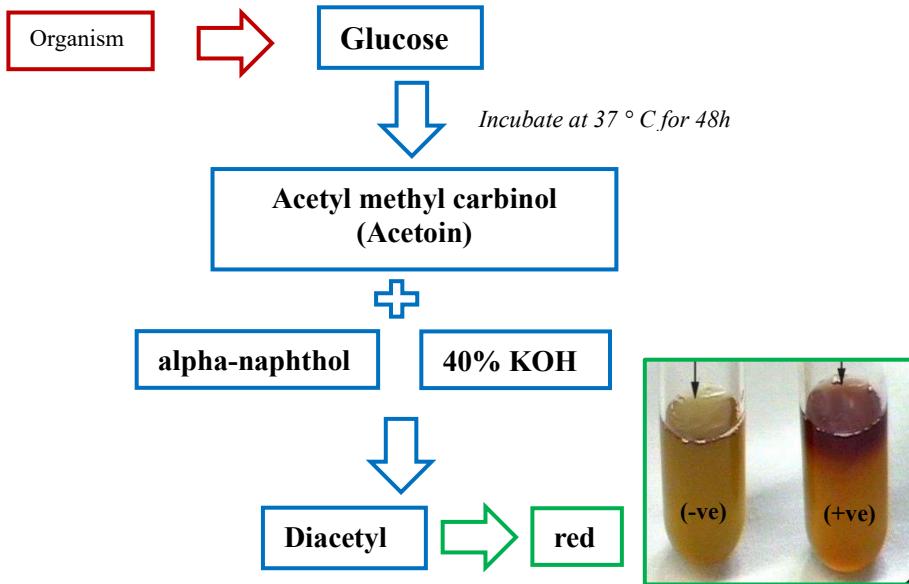 Organism
Glucose
Incubate at 37 ° C for 48h
Acetyl methyl carbinol
(Acetoin)
alpha-naphthol
40% KOH
Diacetyl
red
(-ve)
(+ve)